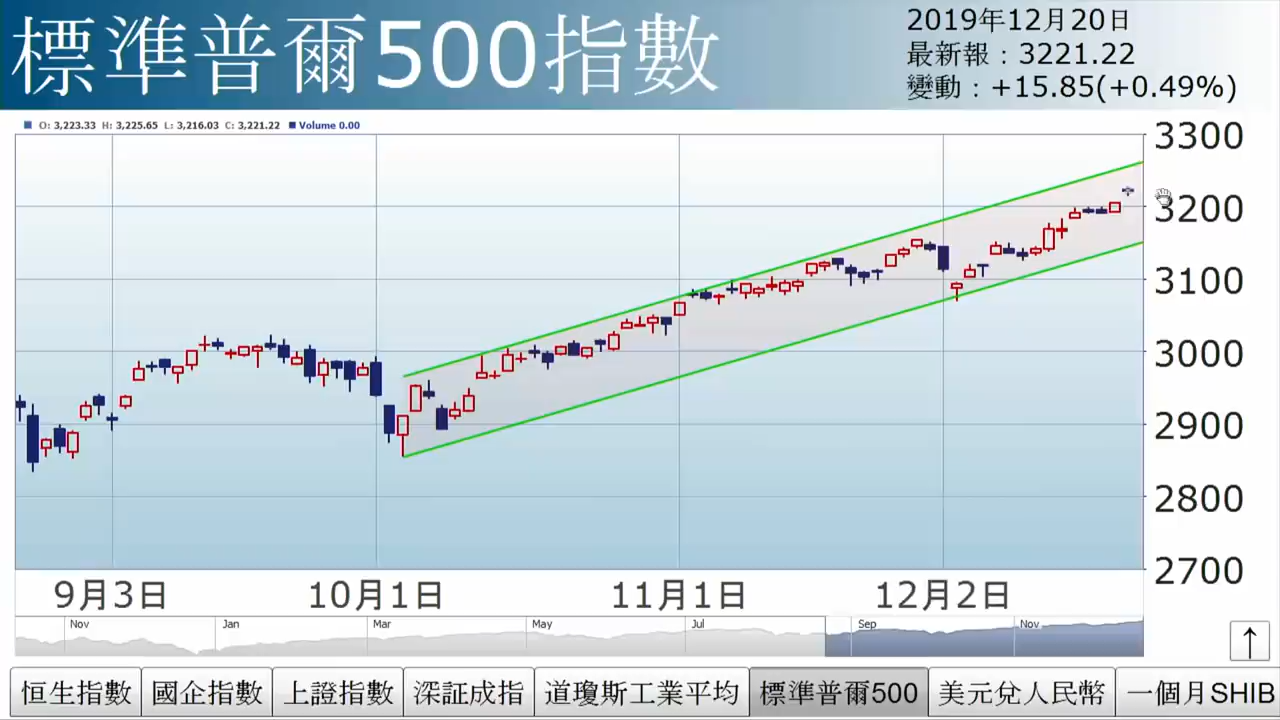 標準普爾500指數
2019年12月20日
最新報：3221.22
變動：+15.85(+0.49%)
O: 3,223.33 H: 3,225.65 L: 3,216.03 C: 3,221.22 Volume 0.00
3300
3200
3100
3000
2900
2800
2700
9月3日 10月1日 11月1日 12月2日
Nov Jan Mar May Jul Sep Nov
↑
恒生指數 國企指數 上證指數 深証成指 道瓊斯工業平均 標準普爾500 美元兌人民幣 一個月SHIB